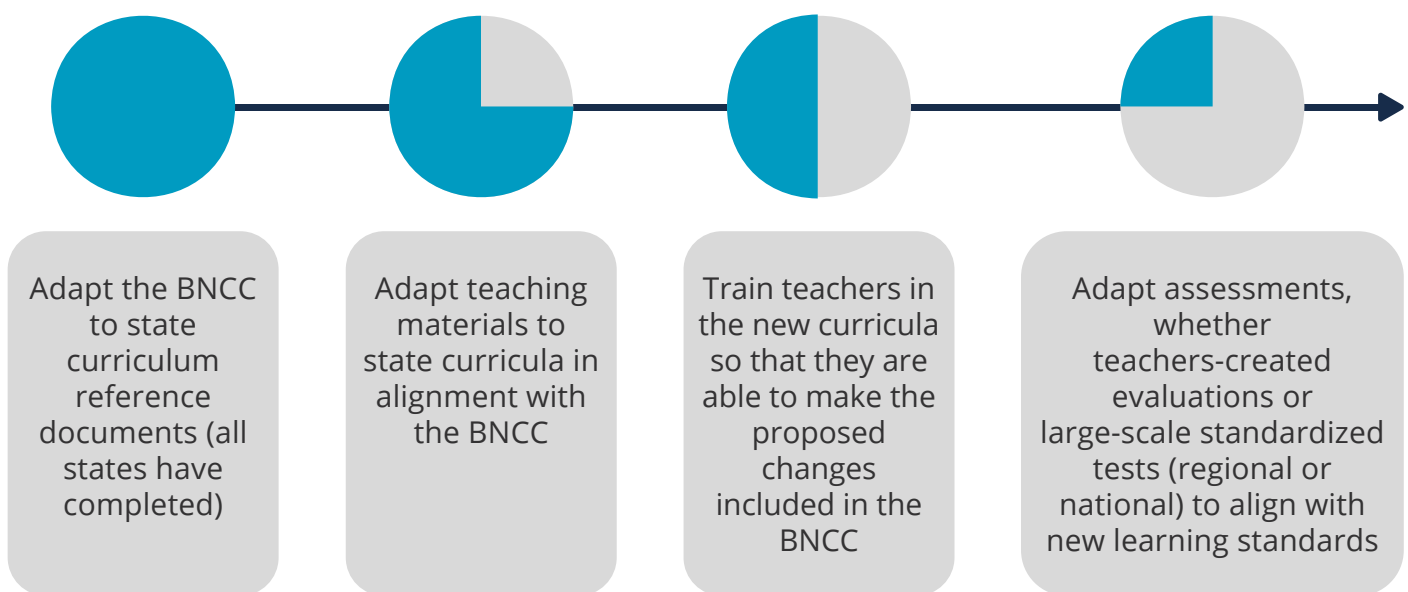 Adapt the BNCC
to state
curriculum
reference
documents (all
states have
completed)
Adapt teaching
materials to
state curricula in
alignment with
the BNCC
Train teachers in
the new curricula
so that they are
able to make the
proposed
changes
included in the
BNCC
Adapt assessments,
whether
teachers-created
evaluations or
large-scale standardized
tests (regional or
national) to align with
new learning standards